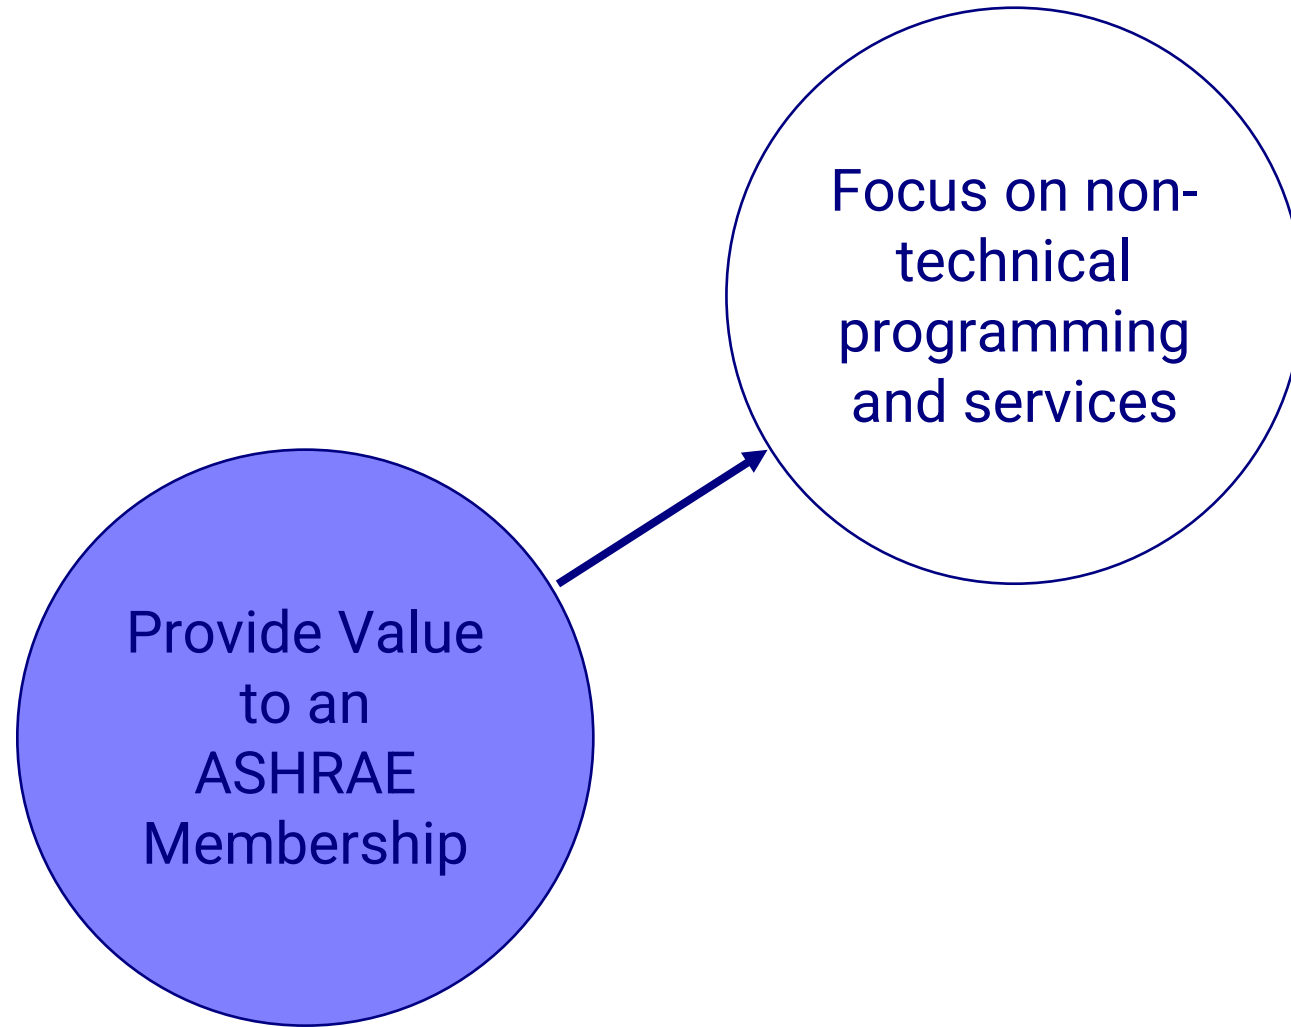 Focus on non-
technical
programming
and services
Provide Value
to an
ASHRAE
Membership